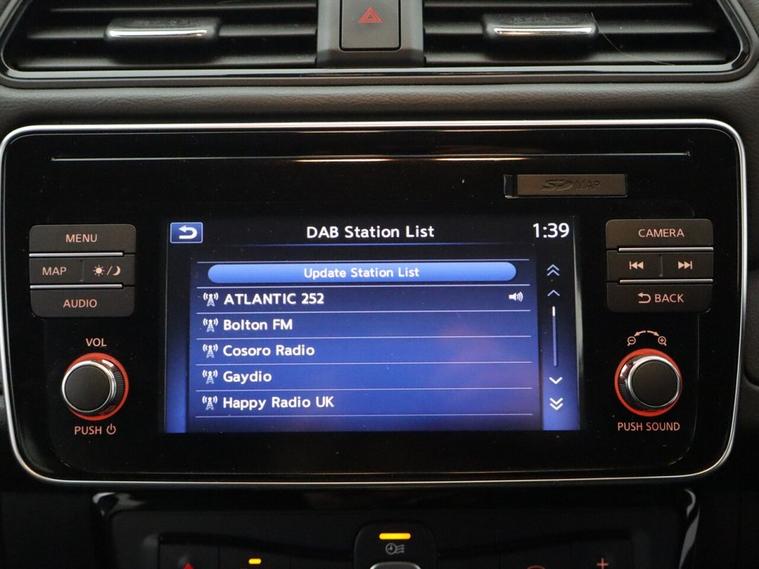 SD MAP
DAB Station List
1:39
MENU
MAP
AUDIO
VOL
PUSH
Update Station List
ATLANTIC 252
Bolton FM
Cosoro Radio
Gaydio
Happy Radio UK
CAMERA
BACK
PUSH SOUND